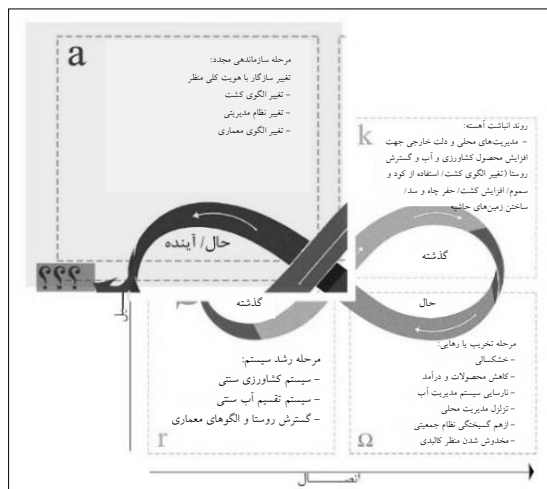 a
مرحله سازماندهی مجدد:
تغییر سازگار با هویت کلی منظر
- تغییر الگوی کشت
- تغییر نظام مدیریتی
- تغییر الگوی معماری
k
روند انباشت آهسته:
- مدیریت‌های محلی و دلت خارجی جهت
افزایش محصول کشاورزی و آب و گسترش
روستا (تغییر الگوی کشت/ استفاده از کود و
سموم/ افزایش کشت/ حفر چاه و سد/
ساختن زمین‌های حاشیه
حال/ آینده
گذشته
؟؟؟
گذشته
حال
مرحله رشد سیستم:
- سیستم کشاورزی سنتی
- سیستم تقسیم آب سنتی
- گسترش روستا و الگوهای معماری
r
مرحله تخریب یا رهایی:
- خشکسالی
- کاهش محصولات و درآمد
- نارسایی سیستم مدیریت آب
- تزلزل مدیریت محلی
- ازهم گسیختگی نظام جمعیتی
- مخدوش شدن منظر کالبدی
Ω
اتصال